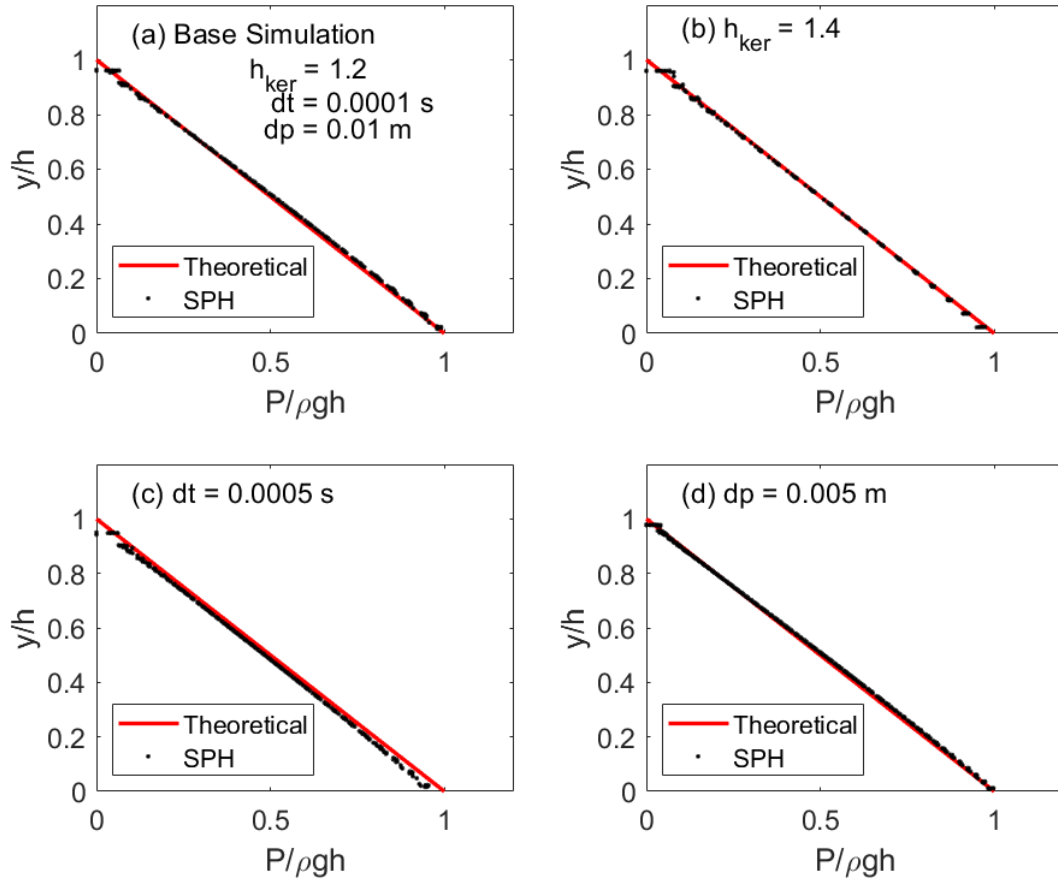 (a) Base Simulation
h_ker = 1.2
dt = 0.0001 s
dp = 0.01 m
1
0.8
0.6
0.4
0.2
0
y/h
Theoretical
SPH
0
0.5
1
P/ρgh
(b) h_ker = 1.4
1
0.8
0.6
0.4
0.2
0
y/h
Theoretical
SPH
0
0.5
1
P/ρgh
(c) dt = 0.0005 s
1
0.8
0.6
0.4
0.2
0
y/h
Theoretical
SPH
0
0.5
1
P/ρgh
(d) dp = 0.005 m
1
0.8
0.6
0.4
0.2
0
y/h
Theoretical
SPH
0
0.5
1
P/ρgh